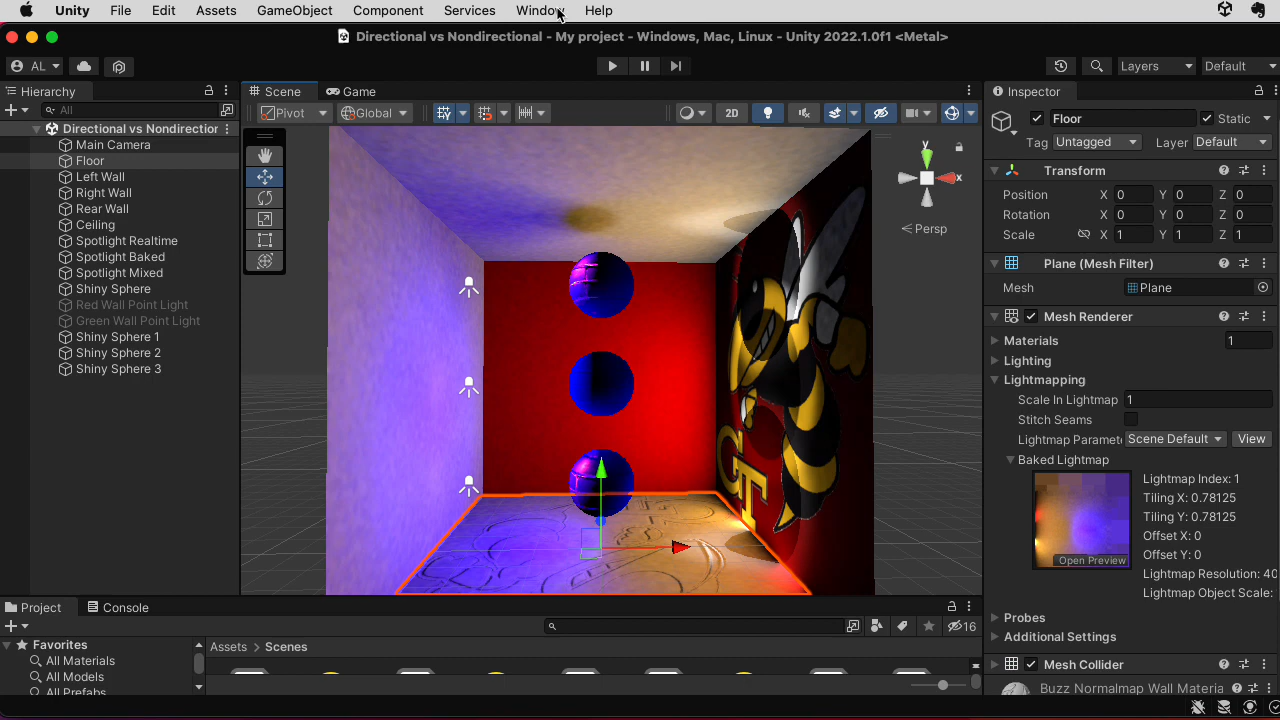 Unity File Edit Assets GameObject Component Services Window Help
Directional vs Nondirectional - My project - Windows, Mac, Linux - Unity 2022.1.0f1 <Metal>
AL Layers Default
Hierarchy
All
Directional vs Nondirection
Main Camera
Floor
Left Wall
Right Wall
Rear Wall
Ceiling
Spotlight Realtime
Spotlight Baked
Spotlight Mixed
Shiny Sphere
Red Wall Point Light
Green Wall Point Light
Shiny Sphere 1
Shiny Sphere 2
Shiny Sphere 3
Scene Game
Pivot Global 2D
y
x
Persp
GT
Inspector
Floor Static
Tag Untagged Layer Default
Transform
Position X 0 Y 0 Z 0
Rotation X 0 Y 0 Z 0
Scale X 1 Y 1 Z 1
Plane (Mesh Filter)
Mesh Plane
Mesh Renderer
Materials 1
Lighting
Lightmapping
Scale In Lightmap 1
Stitch Seams
Lightmap Paramete Scene Default View
Baked Lightmap
Lightmap Index: 1
Tiling X: 0.78125
Tiling Y: 0.78125
Offset X: 0
Offset Y: 0
Open Preview
Lightmap Resolution: 40
Lightmap Object Scale:
Probes
Additional Settings
Mesh Collider
Buzz Normalmap Wall Materia
Project Console
16
Favorites
All Materials
All Models
All Prefabs
Assets > Scenes